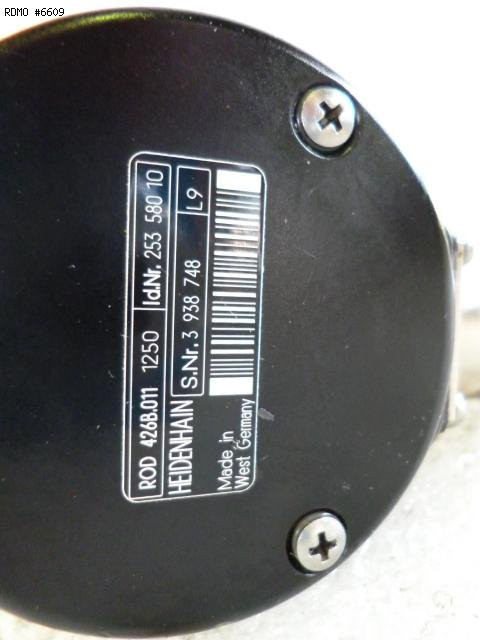 RDMO #6609
ROD 426B.011 1250 Id.Nr. 253 580 10
HEIDENHAIN S.Nr. 3 938 748 L9
Made in
West Germany